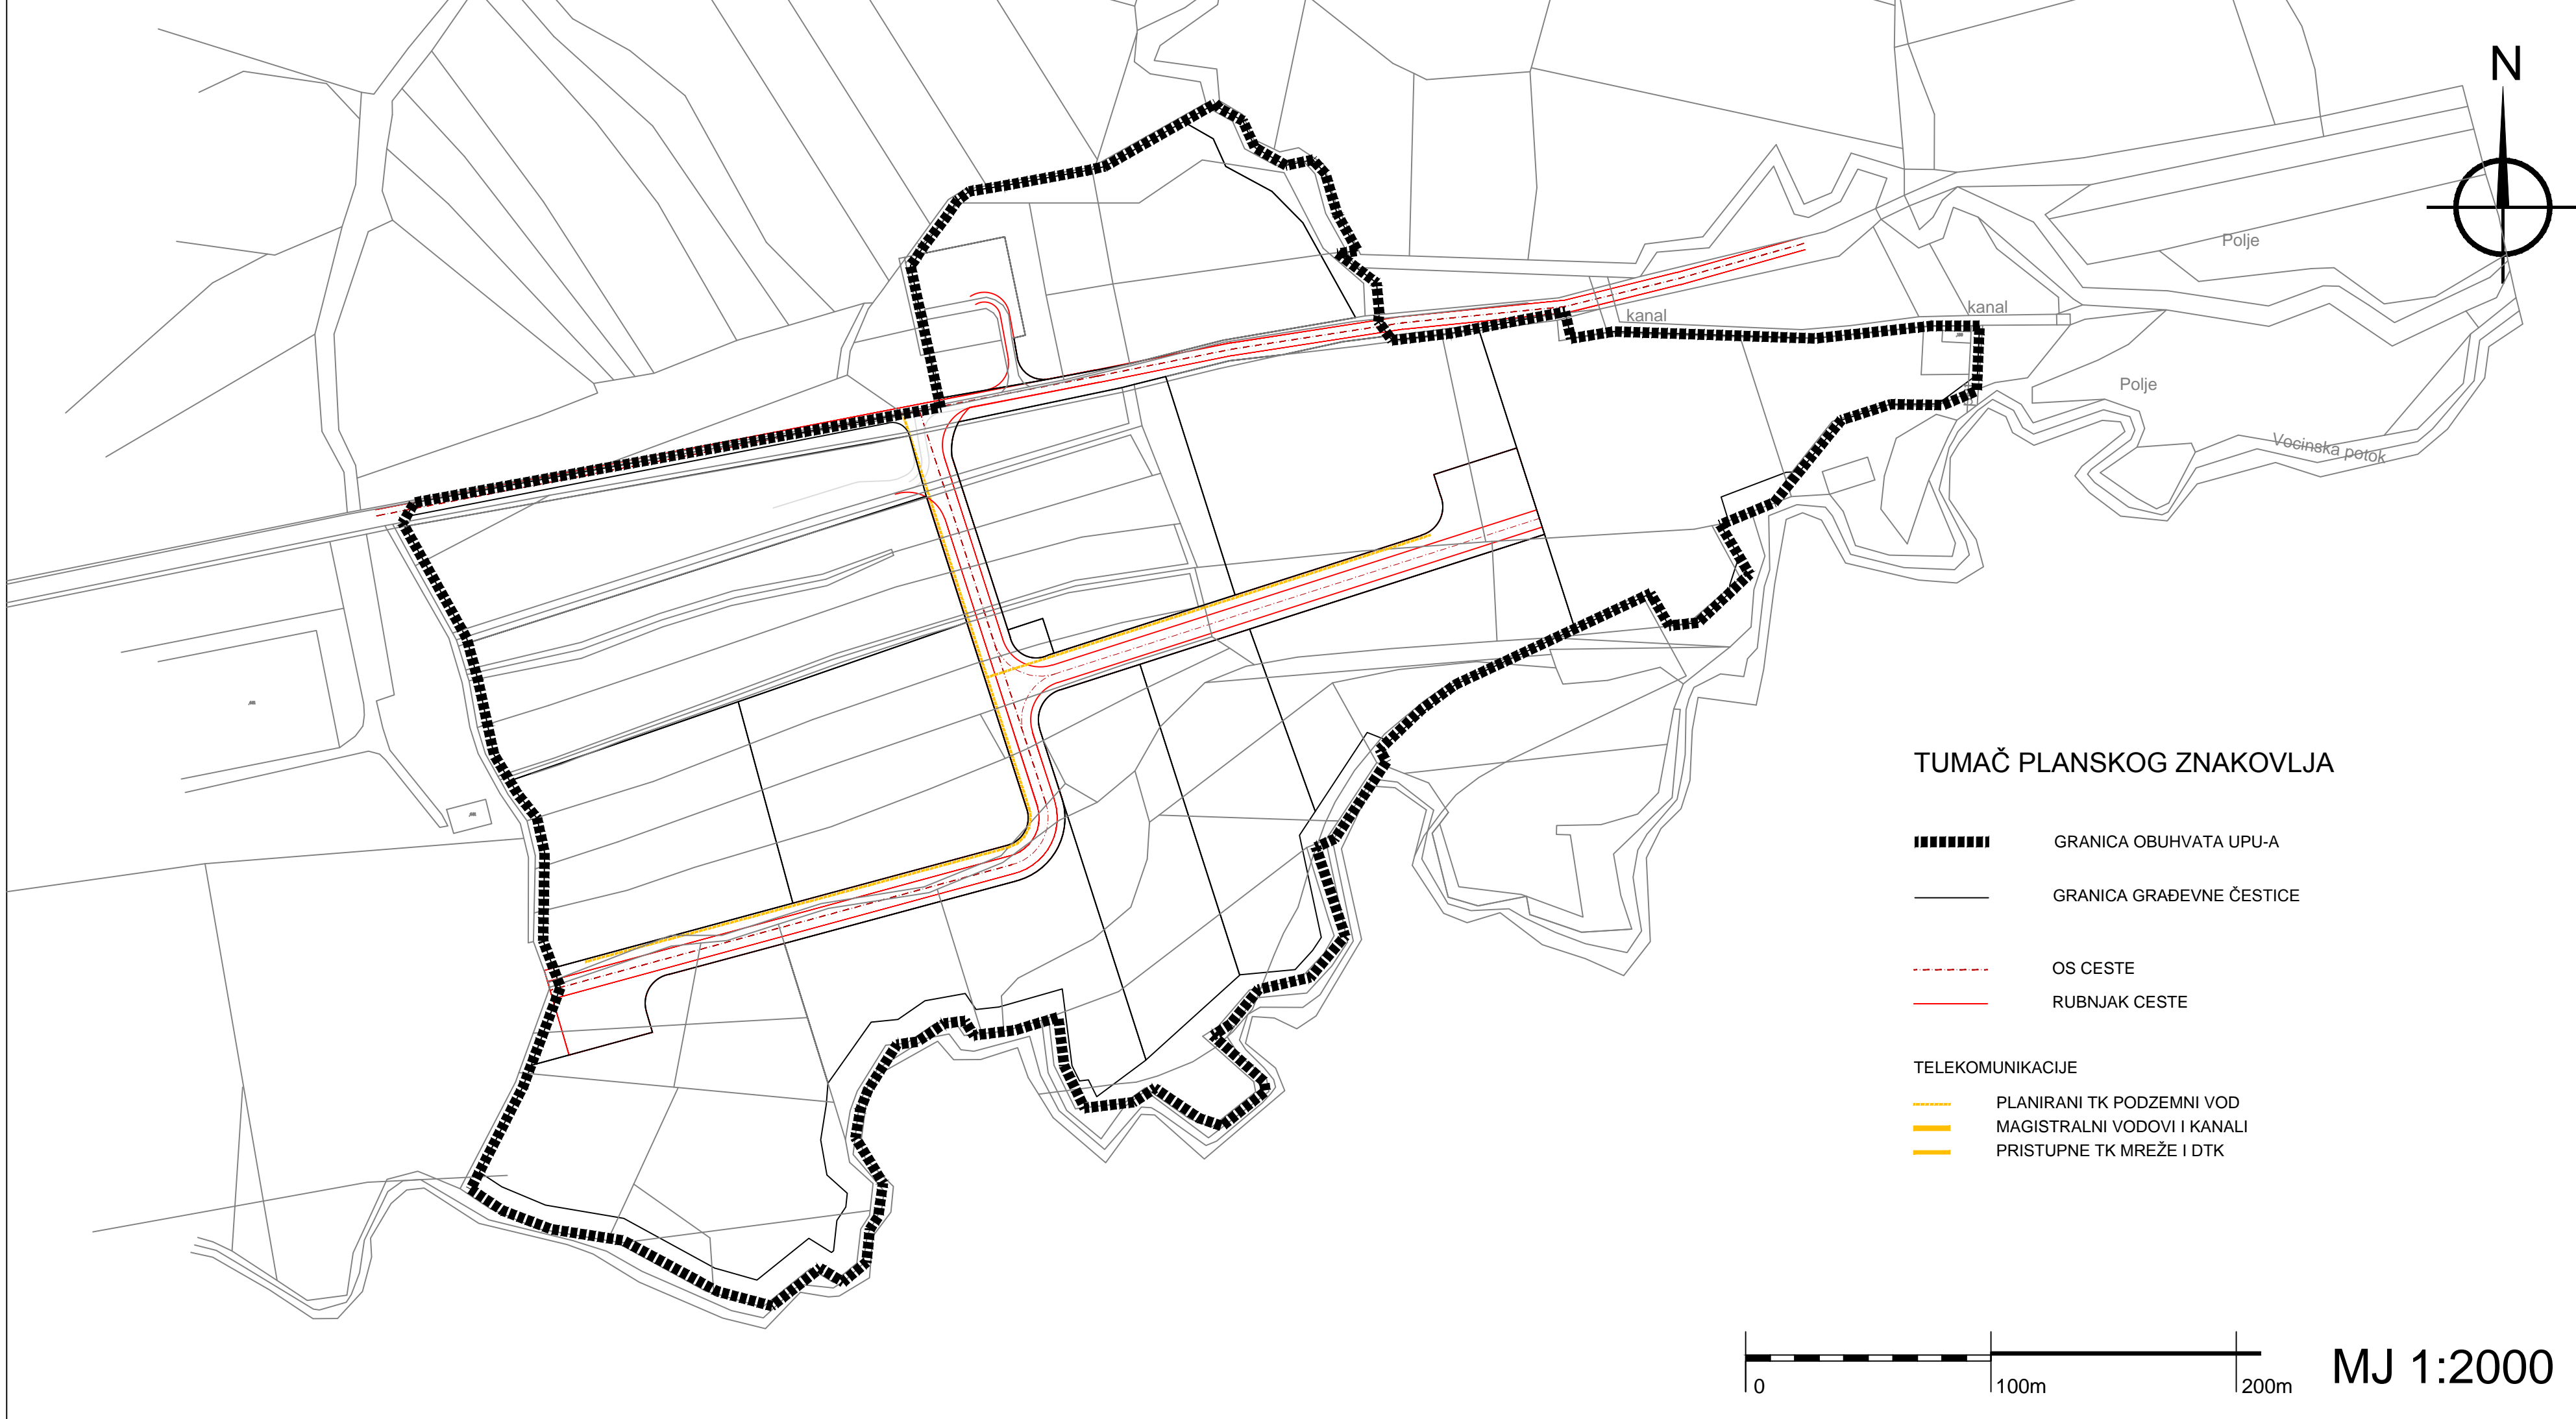 N
Polje
kanal
kanal
Polje
Vocinska potok
TUMAČ PLANSKOG ZNAKOVLJA
GRANICA OBUHVATA UPU-A
GRANICA GRAĐEVNE ČESTICE
OS CESTE
RUBNJAK CESTE
TELEKOMUNIKACIJE
PLANIRANI TK PODZEMNI VOD
MAGISTRALNI VODOVI I KANALI
PRISTUPNE TK MREŽE I DTK
0
100m
200m
MJ 1:2000